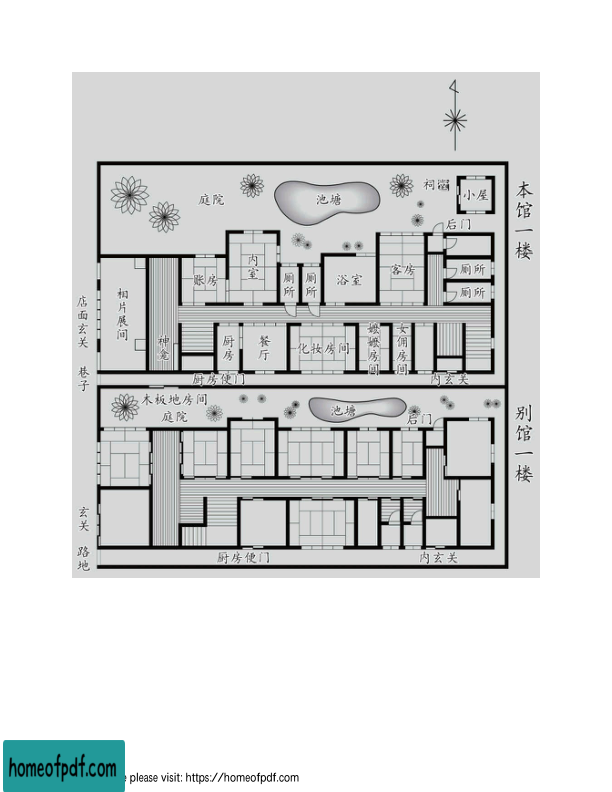 本馆一楼
庭院
池塘
祠
小屋
后门
账房
内室
厕所
厕所
浴室
客房
厕所
厕所
相片展间
店面玄关
神龛
厨房
餐厅
化妆房间
嬷嬷房间
女佣房间
巷子
厨房便门
内玄关
别馆一楼
木板地房间
庭院
池塘
后门
玄关
路地
厨房便门
内玄关
homeofpdf.com
e please visit: https://homeofpdf.com